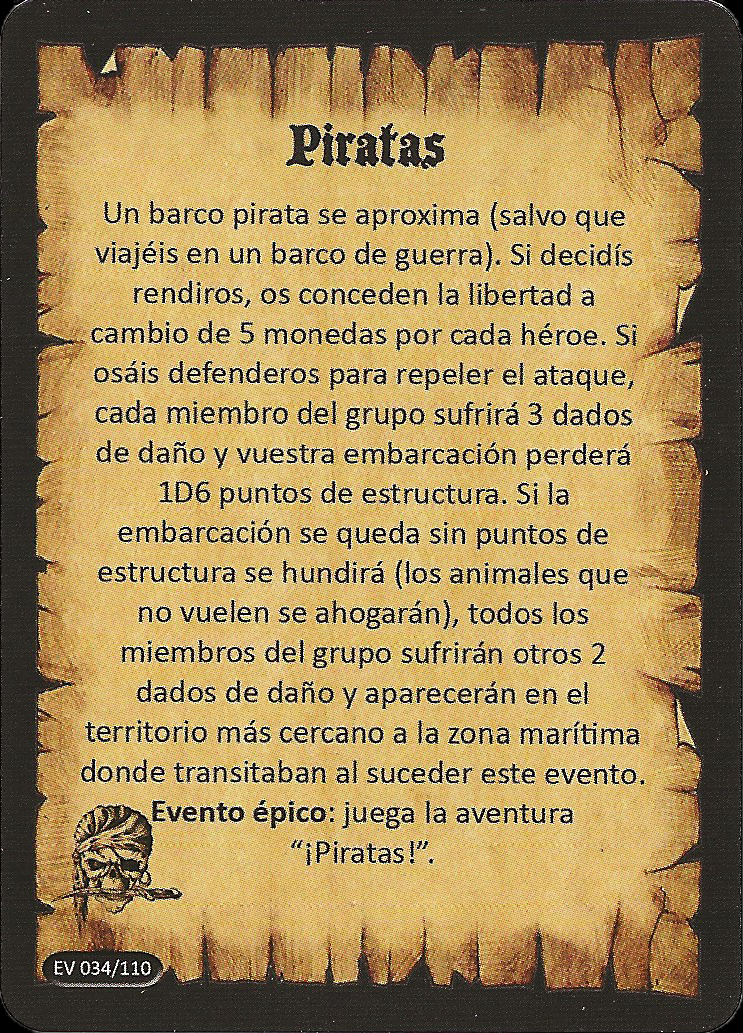 Piratas
Un barco pirata se aproxima (salvo que
viajéis en un barco de guerra). Si decidís
rendiros, os conceden la libertad a
cambio de 5 monedas por cada héroe. Si
osáis defenderos para repeler el ataque,
cada miembro del grupo sufrirá 3 dados
de daño y vuestra embarcación perderá
1D6 puntos de estructura. Si la
embarcación se queda sin puntos de
estructura se hundirá (los animales que
no vuelen se ahogarán), todos los
miembros del grupo sufrirán otros 2
dados de daño y aparecerán en el
territorio más cercano a la zona marítima
donde transitaban al suceder este evento.
Evento épico: juega la aventura
“¡Piratas!”.
EV 034/110